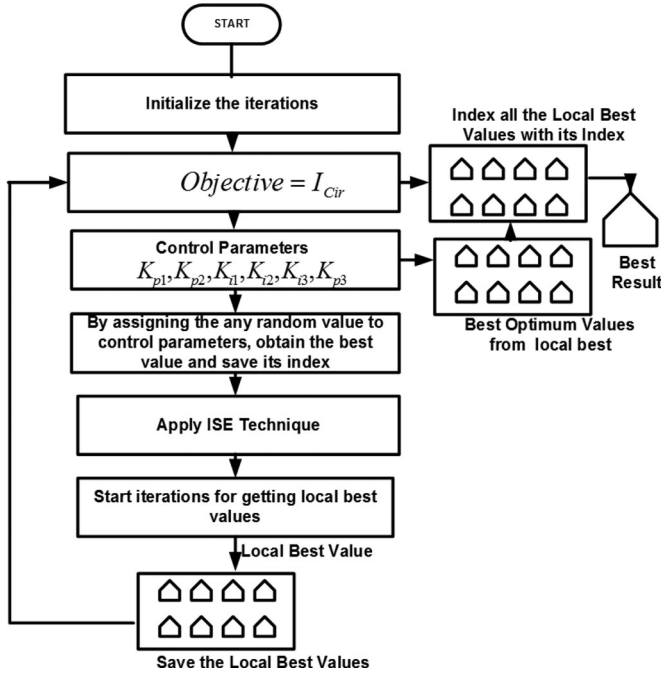 START
Initialize the iterations
Objective = I_Cir
Control Parameters
K_p1, K_p2, K_i1, K_i2, K_i3, K_p3
By assigning the any random value to
control parameters, obtain the best
value and save its index
Apply ISE Technique
Start iterations for getting local best
values
Local Best Value
Save the Local Best Values
Index all the Local Best
Values with its Index
Best
Result
Best Optimum Values
from local best